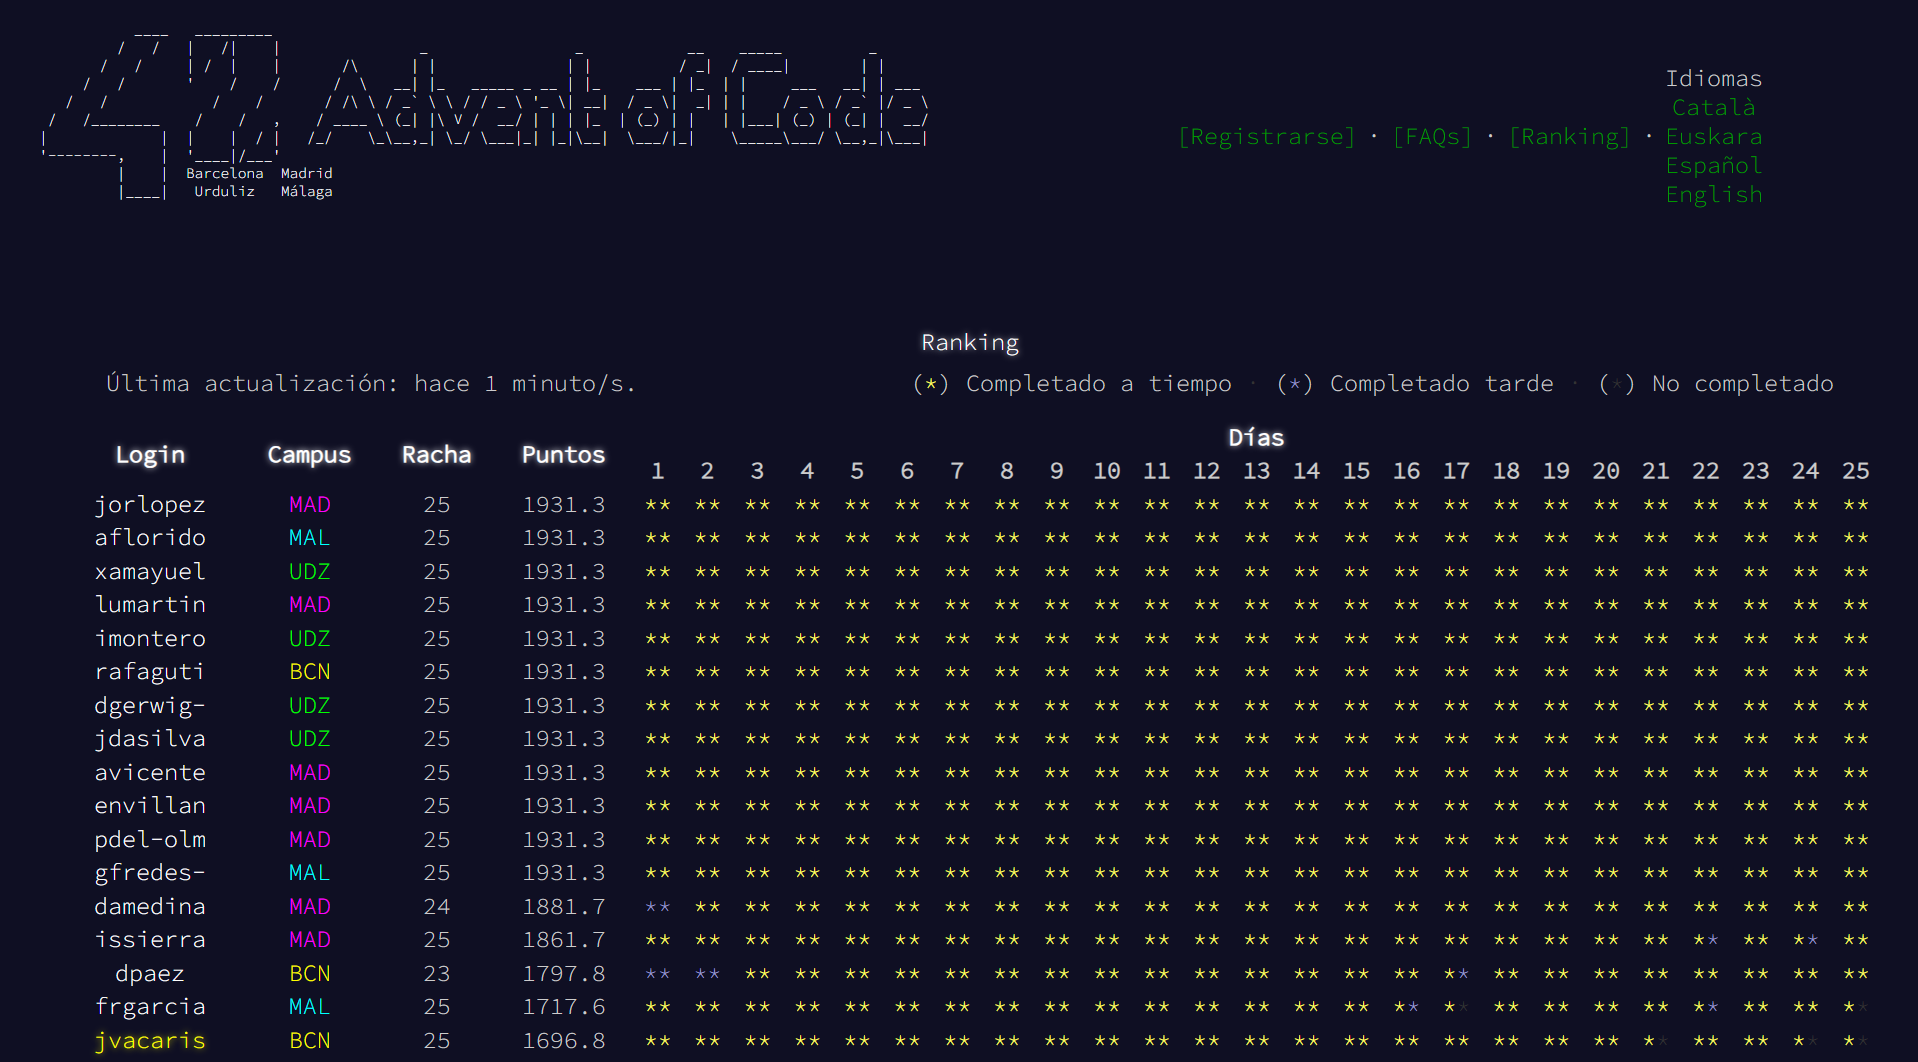 42 Advent of Code
Barcelona Madrid
Urduliz Málaga
Idiomas
Català
[Registrarse] · [FAQs] · [Ranking] · Euskara
Español
English
Ranking
Última actualización: hace 1 minuto/s.
(*) Completado a tiempo · (*) Completado tarde · (*) No completado
Login Campus Racha Puntos Días
1 2 3 4 5 6 7 8 9 10 11 12 13 14 15 16 17 18 19 20 21 22 23 24 25
jorlopez MAD 25 1931.3 ** ** ** ** ** ** ** ** ** ** ** ** ** ** ** ** ** ** ** ** ** ** ** ** **
aflorido MAL 25 1931.3 ** ** ** ** ** ** ** ** ** ** ** ** ** ** ** ** ** ** ** ** ** ** ** ** **
xamayuel UDZ 25 1931.3 ** ** ** ** ** ** ** ** ** ** ** ** ** ** ** ** ** ** ** ** ** ** ** ** **
lumartin MAD 25 1931.3 ** ** ** ** ** ** ** ** ** ** ** ** ** ** ** ** ** ** ** ** ** ** ** ** **
imontero UDZ 25 1931.3 ** ** ** ** ** ** ** ** ** ** ** ** ** ** ** ** ** ** ** ** ** ** ** ** **
rafaguti BCN 25 1931.3 ** ** ** ** ** ** ** ** ** ** ** ** ** ** ** ** ** ** ** ** ** ** ** ** **
dgerwig- UDZ 25 1931.3 ** ** ** ** ** ** ** ** ** ** ** ** ** ** ** ** ** ** ** ** ** ** ** ** **
jdasilva UDZ 25 1931.3 ** ** ** ** ** ** ** ** ** ** ** ** ** ** ** ** ** ** ** ** ** ** ** ** **
avicente MAD 25 1931.3 ** ** ** ** ** ** ** ** ** ** ** ** ** ** ** ** ** ** ** ** ** ** ** ** **
envillan MAD 25 1931.3 ** ** ** ** ** ** ** ** ** ** ** ** ** ** ** ** ** ** ** ** ** ** ** ** **
pdel-olm MAD 25 1931.3 ** ** ** ** ** ** ** ** ** ** ** ** ** ** ** ** ** ** ** ** ** ** ** ** **
gfredes- MAL 25 1931.3 ** ** ** ** ** ** ** ** ** ** ** ** ** ** ** ** ** ** ** ** ** ** ** ** **
damedina MAD 24 1881.7 ** ** ** ** ** ** ** ** ** ** ** ** ** ** ** ** ** ** ** ** ** ** ** ** **
issierra MAD 25 1861.7 ** ** ** ** ** ** ** ** ** ** ** ** ** ** ** ** ** ** ** ** ** ** ** ** **
dpaez BCN 23 1797.8 ** ** ** ** ** ** ** ** ** ** ** ** ** ** ** ** ** ** ** ** ** ** ** ** **
frgarcia MAL 25 1717.6 ** ** ** ** ** ** ** ** ** ** ** ** ** ** ** ** ** ** ** ** ** ** ** ** **
jvacaris BCN 25 1696.8 ** ** ** ** ** ** ** ** ** ** ** ** ** ** ** ** ** ** ** ** ** ** ** ** **